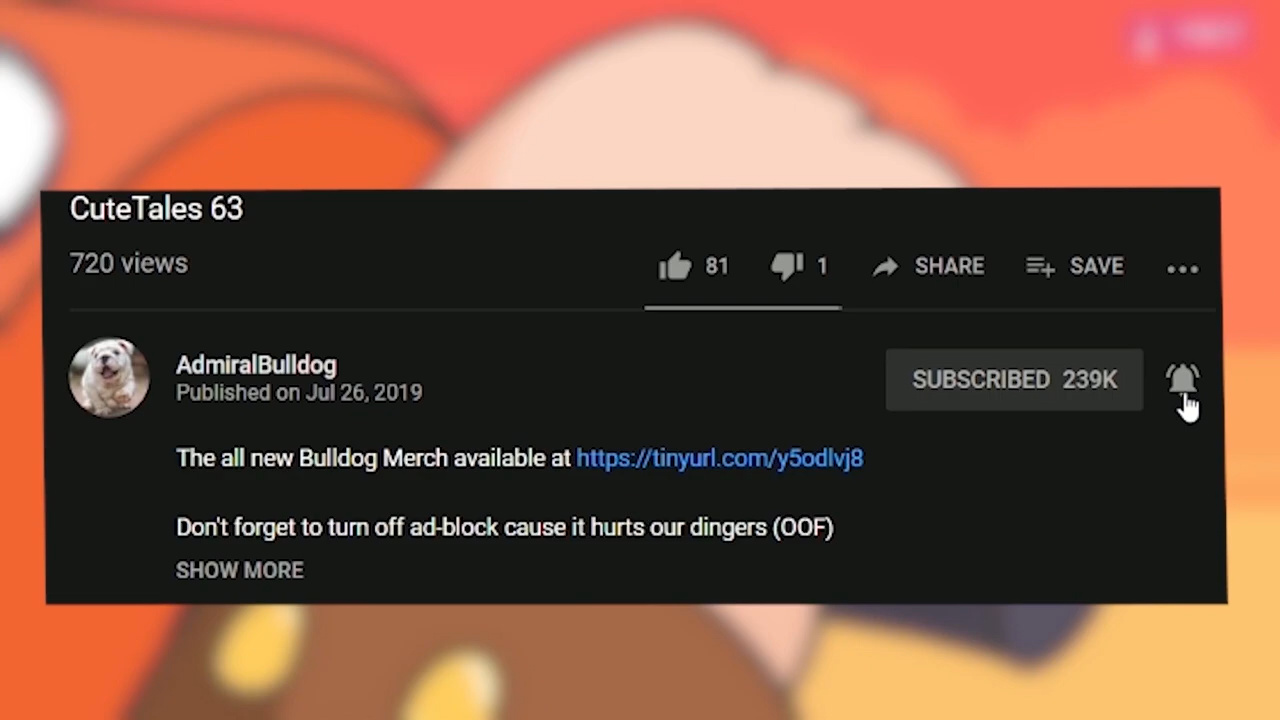 CuteTales 63
720 views
81
1
SHARE
SAVE
AdmiralBulldog
Published on Jul 26, 2019
SUBSCRIBED 239K
The all new Bulldog Merch available at https://tinyurl.com/y5odlvj8
Don't forget to turn off ad-block cause it hurts our dingers (OOF)
SHOW MORE